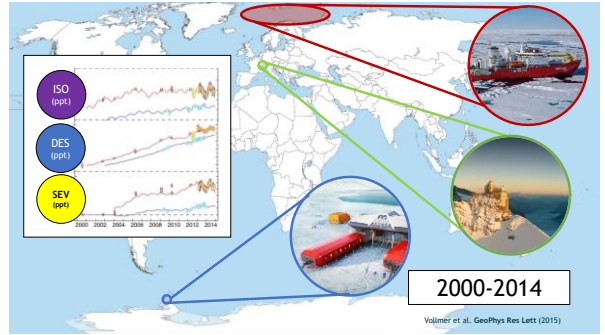 ISO
(ppt)
DES
(ppt)
SEV
(ppt)
2000 2002 2004 2006 2008 2010 2012 2014
2000-2014
Vollmer et al. GeoPhys Res Lett (2015)